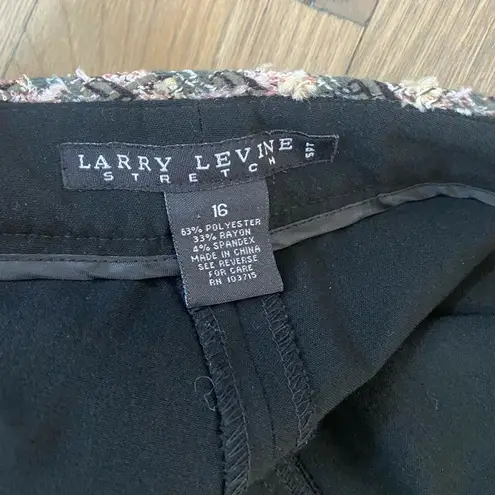 LARRY LEVINE
STRETCH
16
63% POLYESTER
33% RAYON
4% SPANDEX
MADE IN CHINA
SEE REVERSE
FOR CARE
RN 103715